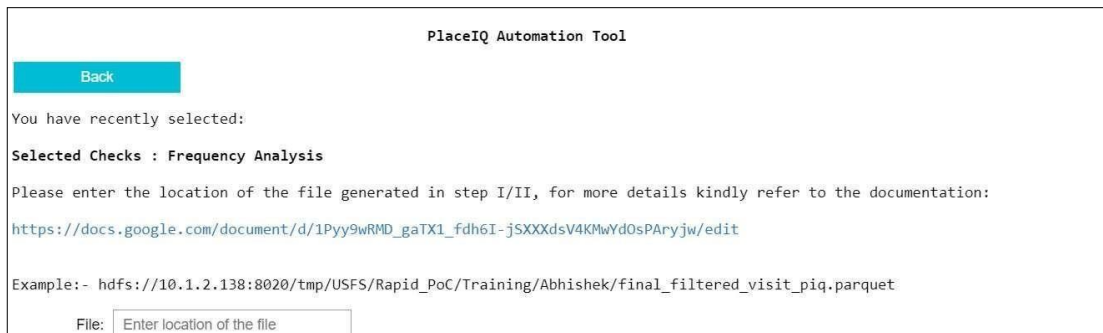 PlaceIQ Automation Tool
Back
You have recently selected:
Selected Checks : Frequency Analysis
Please enter the location of the file generated in step I/II, for more details kindly refer to the documentation:
https://docs.google.com/document/d/1Pyy9wRMD_gaTX1_fdh6I-jSXXXdsV4KMwYdOsPAryjw/edit
Example:- hdfs://10.1.2.138:8020/tmp/USFS/Rapid_PoC/Training/Abhishek/final_filtered_visit_piq.parquet
File: Enter location of the file